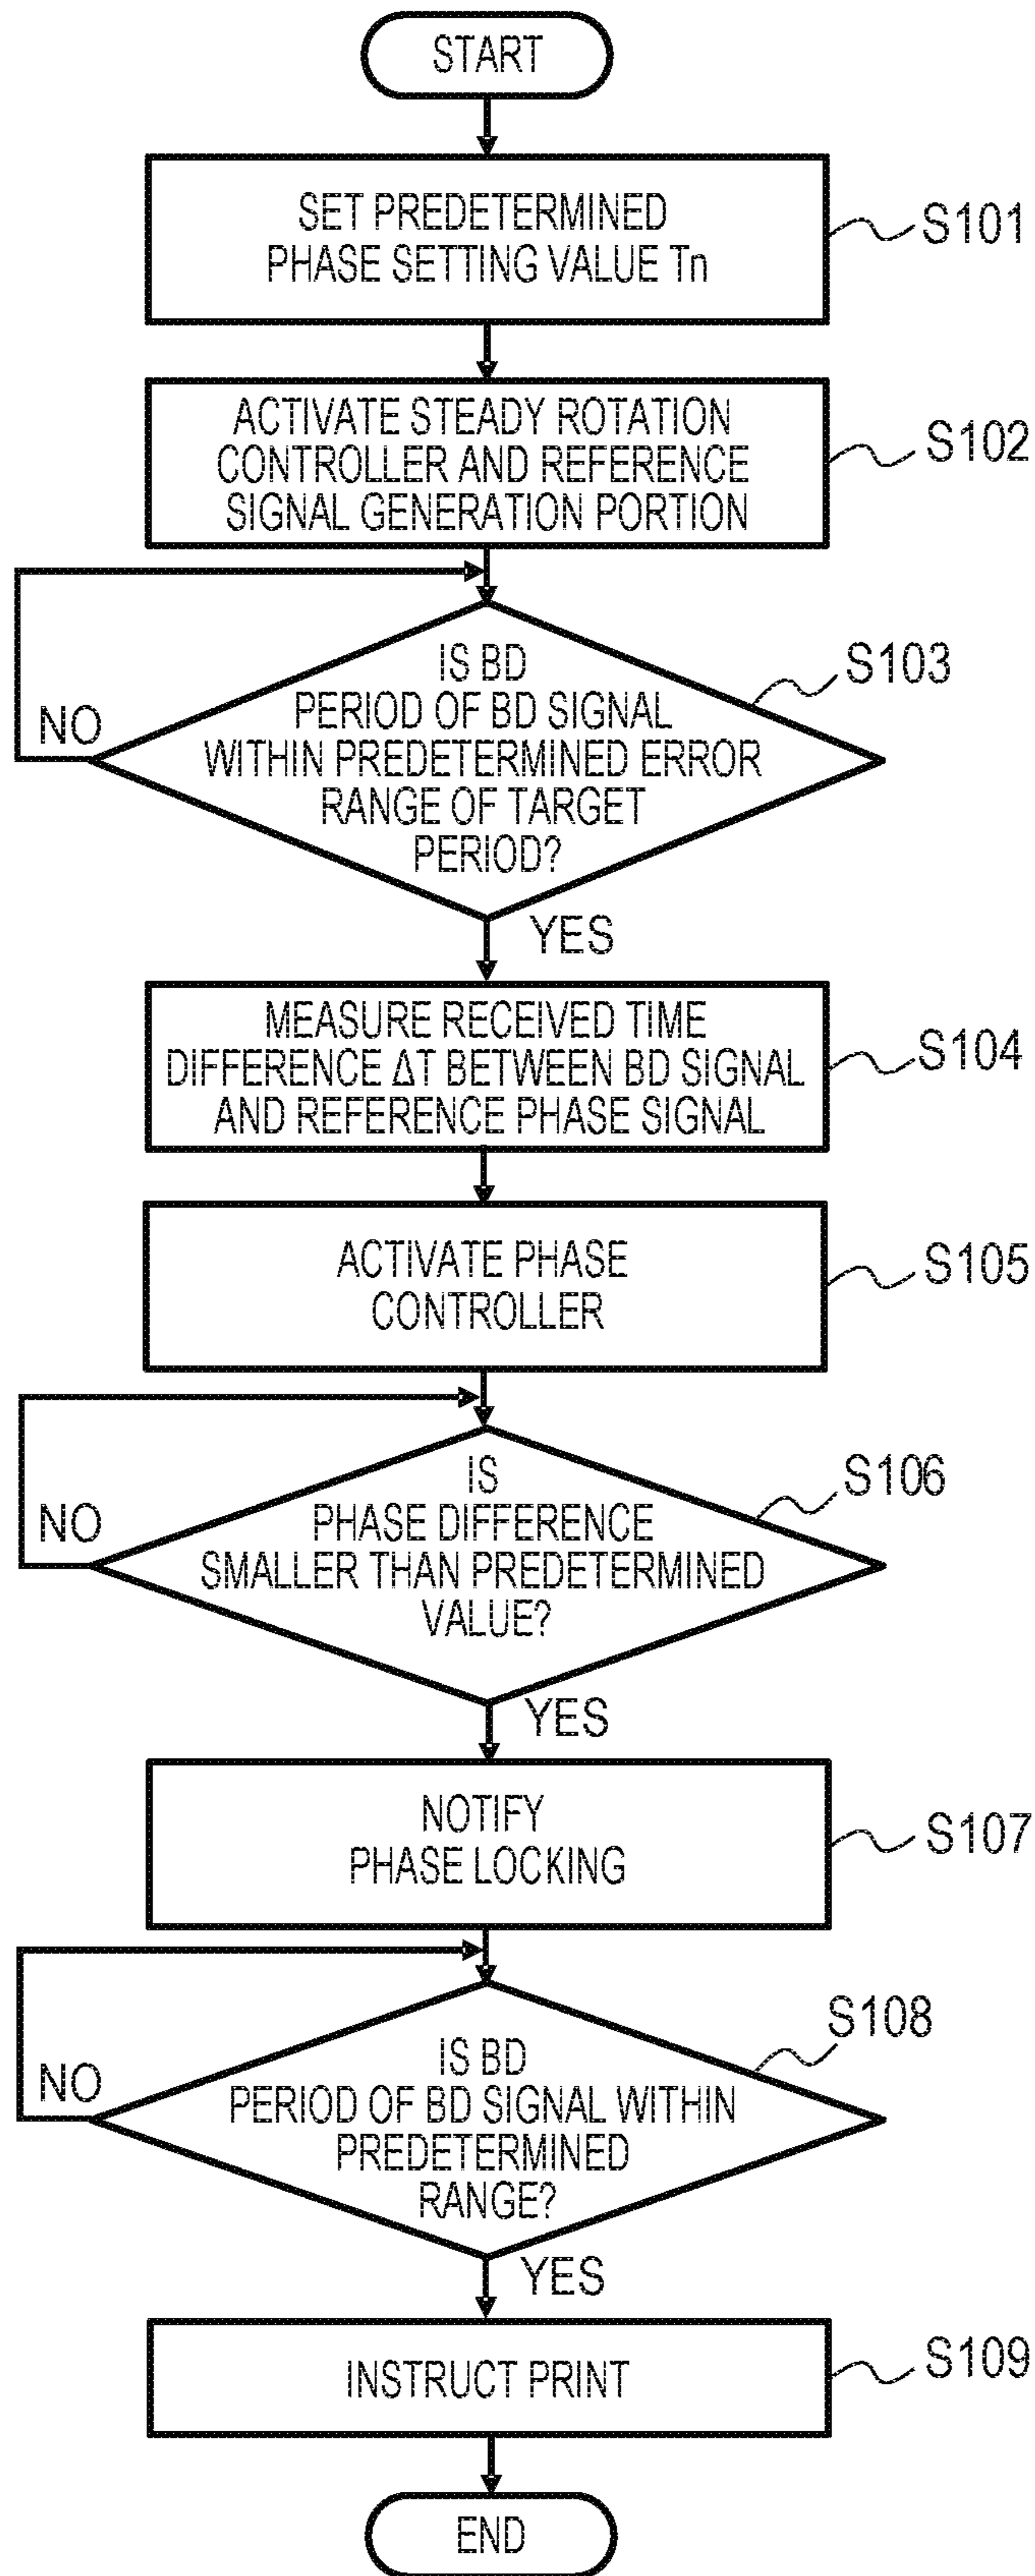 START
SET PREDETERMINED
PHASE SETTING VALUE Tn
S101
ACTIVATE STEADY ROTATION
CONTROLLER AND REFERENCE
SIGNAL GENERATION PORTION
S102
IS BD
PERIOD OF BD SIGNAL
WITHIN PREDETERMINED ERROR
RANGE OF TARGET
PERIOD?
S103
NO
YES
MEASURE RECEIVED TIME
DIFFERENCE ΔT BETWEEN BD SIGNAL
AND REFERENCE PHASE SIGNAL
S104
ACTIVATE PHASE
CONTROLLER
S105
IS
PHASE DIFFERENCE
SMALLER THAN PREDETERMINED
VALUE?
S106
NO
YES
NOTIFY
PHASE LOCKING
S107
IS BD
PERIOD OF BD SIGNAL WITHIN
PREDETERMINED
RANGE?
S108
NO
YES
INSTRUCT PRINT
S109
END